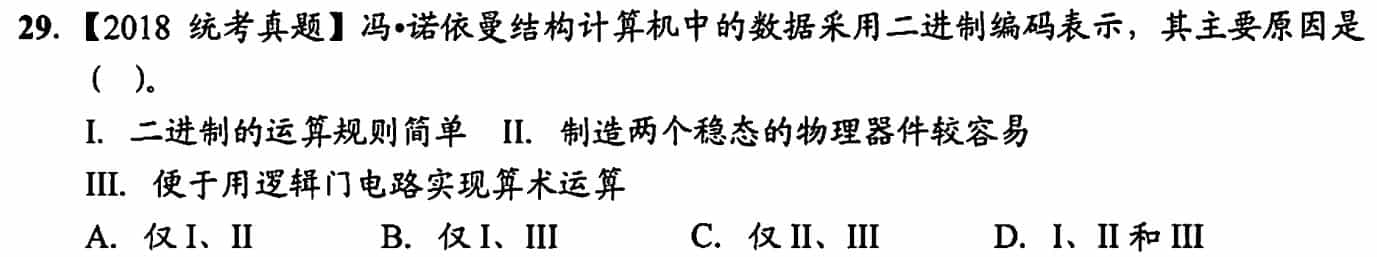 29.【2018 统考真题】冯•诺依曼结构计算机中的数据采用二进制编码表示，其主要原因是
（ ）。
I. 二进制的运算规则简单 II. 制造两个稳态的物理器件较容易
III. 便于用逻辑门电路实现算术运算
A. 仅 I、II B. 仅 I、III C. 仅 II、III D. I、II 和 III